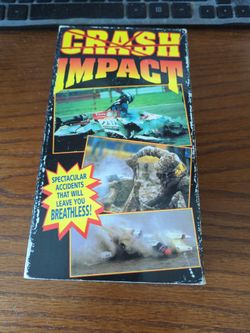 CRASH
IMPACT
SPECTACULAR
ACCIDENTS
THAT WILL
LEAVE YOU
BREATHLESS!